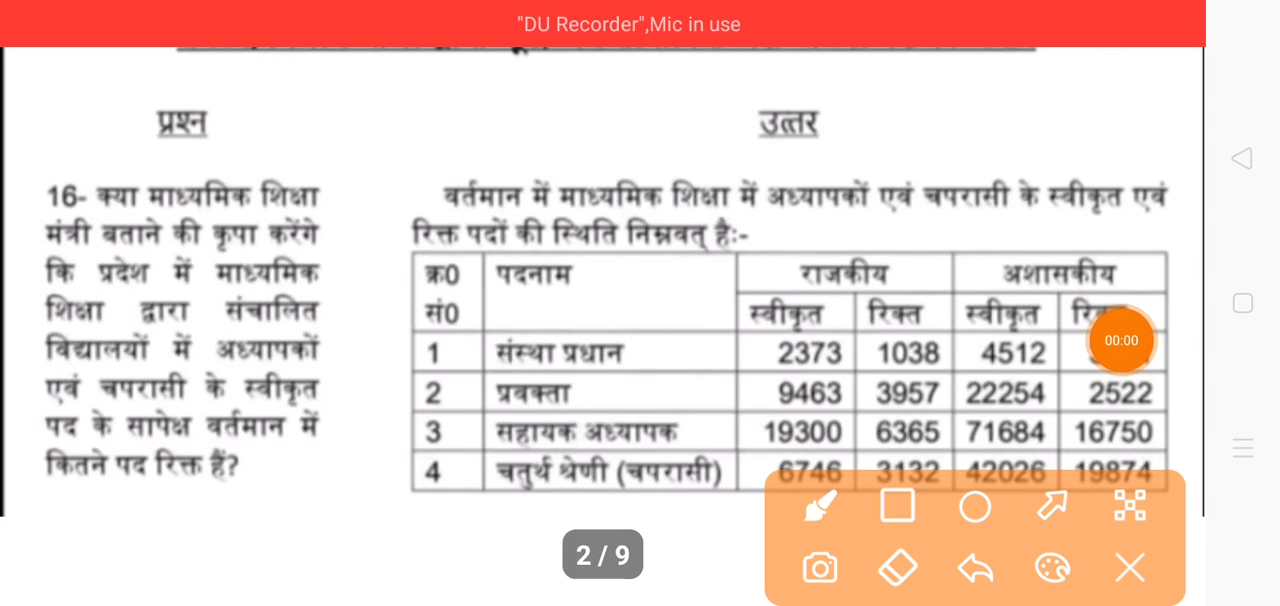 "DU Recorder",Mic in use
प्रश्न
उत्तर
16- क्या माध्यमिक शिक्षा
मंत्री बताने की कृपा करेंगे
कि प्रदेश में माध्यमिक
शिक्षा द्वारा संचालित
विद्यालयों में अध्यापकों
एवं चपरासी के स्वीकृत
पद के सापेक्ष वर्तमान में
कितने पद रिक्त हैं?
वर्तमान में माध्यमिक शिक्षा में अध्यापकों एवं चपरासी के स्वीकृत एवं
रिक्त पदों की स्थिति निम्नवत् हैः-
क्र0 पदनाम राजकीय अशासकीय
सं0 स्वीकृत रिक्त स्वीकृत
1 संस्था प्रधान 2373 1038 4512
2 प्रवक्ता 9463 3957 22254 2522
3 सहायक अध्यापक 19300 6365 71684 16750
4 चतुर्थ श्रेणी (चपरासी) 6746 3132 42026 19874
00:00
2 / 9